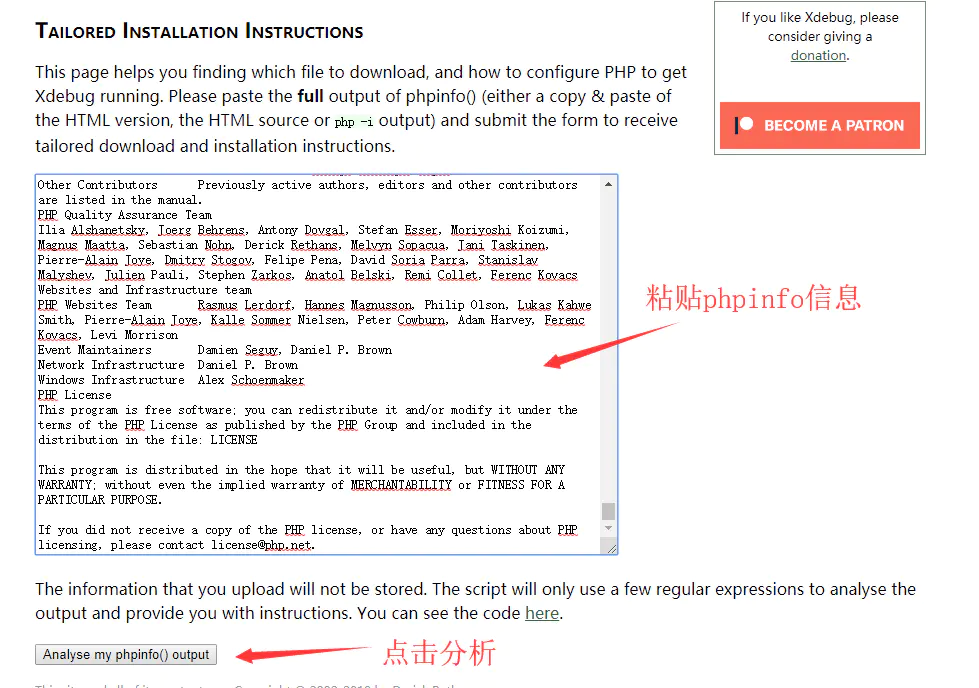 TAILORED INSTALLATION INSTRUCTIONS
This page helps you finding which file to download, and how to configure PHP to get
Xdebug running. Please paste the full output of phpinfo() (either a copy & paste of
the HTML version, the HTML source or php -i output) and submit the form to receive
tailored download and installation instructions.
If you like Xdebug, please
consider giving a
donation.
BECOME A PATRON
Other Contributors Previously active authors, editors and other contributors
are listed in the manual.
PHP Quality Assurance Team
Ilia Alshanetsky, Joerg Behrens, Antony Dovgal, Stefan Esser, Moriyoshi Koizumi,
Magnus Maatta, Sebastian Nohn, Derick Rethans, Melvyn Sopacua, Jani Taskinen,
Pierre-Alain Joye, Dmitry Stogov, Felipe Pena, David Soria Parra, Stanislav
Malyshev, Julien Pauli, Stephen Zarkos, Anatol Belski, Remi Collet, Ferenc Kovacs
Websites and Infrastructure team
PHP Websites Team Rasmus Lerdorf, Hannes Magnusson, Philip Olson, Lukas Kahwe
Smith, Pierre-Alain Joye, Kalle Sommer Nielsen, Peter Cowburn, Adam Harvey, Ferenc
Kovacs, Levi Morrison
Event Maintainers Damien Seguy, Daniel P. Brown
Network Infrastructure Daniel P. Brown
Windows Infrastructure Alex Schoenmaker
PHP License
This program is free software; you can redistribute it and/or modify it under the
terms of the PHP License as published by the PHP Group and included in the
distribution in the file: LICENSE
This program is distributed in the hope that it will be useful, but WITHOUT ANY
WARRANTY; without even the implied warranty of MERCHANTABILITY or FITNESS FOR A
PARTICULAR PURPOSE.
If you did not receive a copy of the PHP license, or have any questions about PHP
licensing, please contact license@php.net.
粘贴phpinfo信息
The information that you upload will not be stored. The script will only use a few regular expressions to analyse the
output and provide you with instructions. You can see the code here.
Analyse my phpinfo() output
点击分析